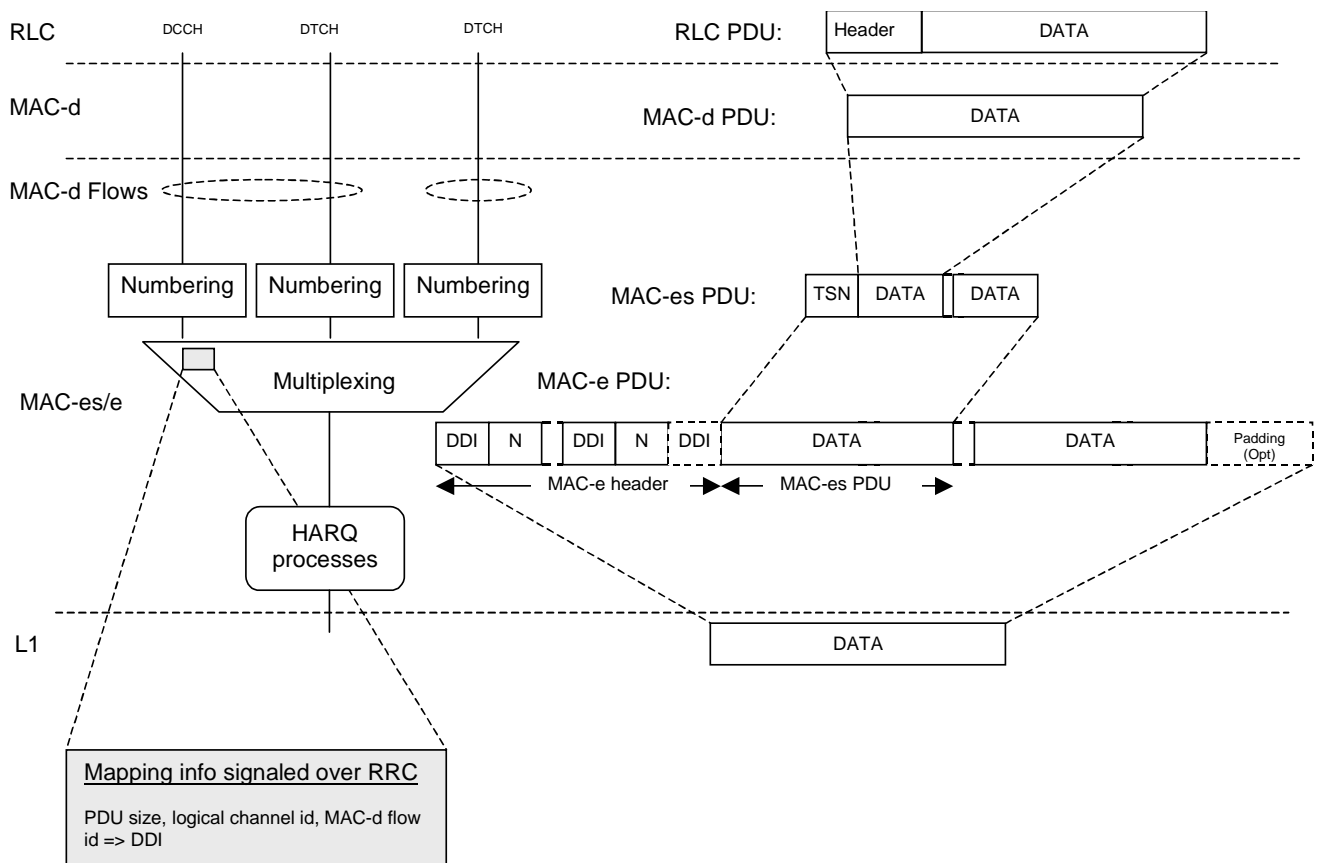 RLC
DCCH
DTCH
DTCH
RLC PDU:
Header
DATA
MAC-d
MAC-d PDU:
DATA
MAC-d Flows
Numbering
Numbering
Numbering
MAC-es PDU:
TSN
DATA
DATA
Multiplexing
MAC-e PDU:
MAC-es/e
DDI
N
DDI
N
DDI
DATA
DATA
Padding
(Opt)
MAC-e header
MAC-es PDU
HARQ
processes
L1
DATA
Mapping info signaled over RRC
PDU size, logical channel id, MAC-d flow
id => DDI